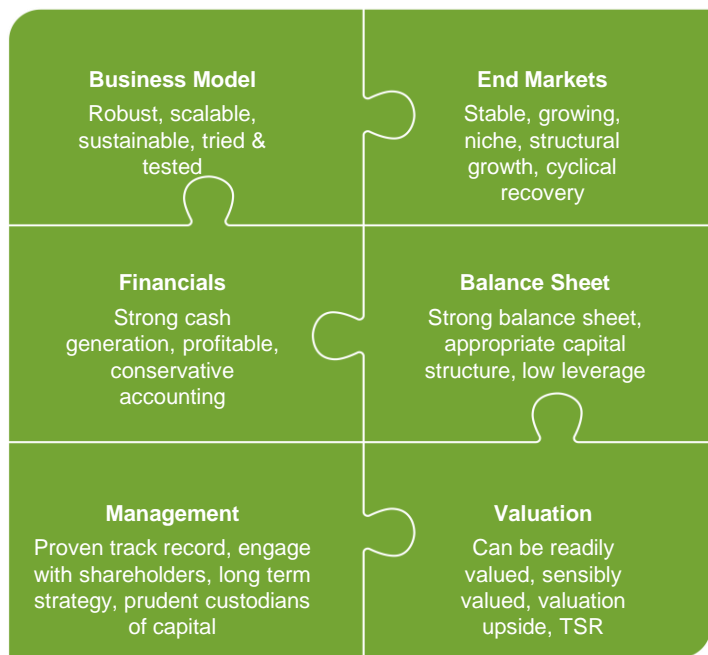 Business Model
Robust, scalable,
sustainable, tried &
tested
End Markets
Stable, growing,
niche, structural
growth, cyclical
recovery
Financials
Strong cash
generation, profitable,
conservative
accounting
Balance Sheet
Strong balance sheet,
appropriate capital
structure, low leverage
Management
Proven track record, engage
with shareholders, long term
strategy, prudent custodians
of capital
Valuation
Can be readily
valued, sensibly
valued, valuation
upside, TSR